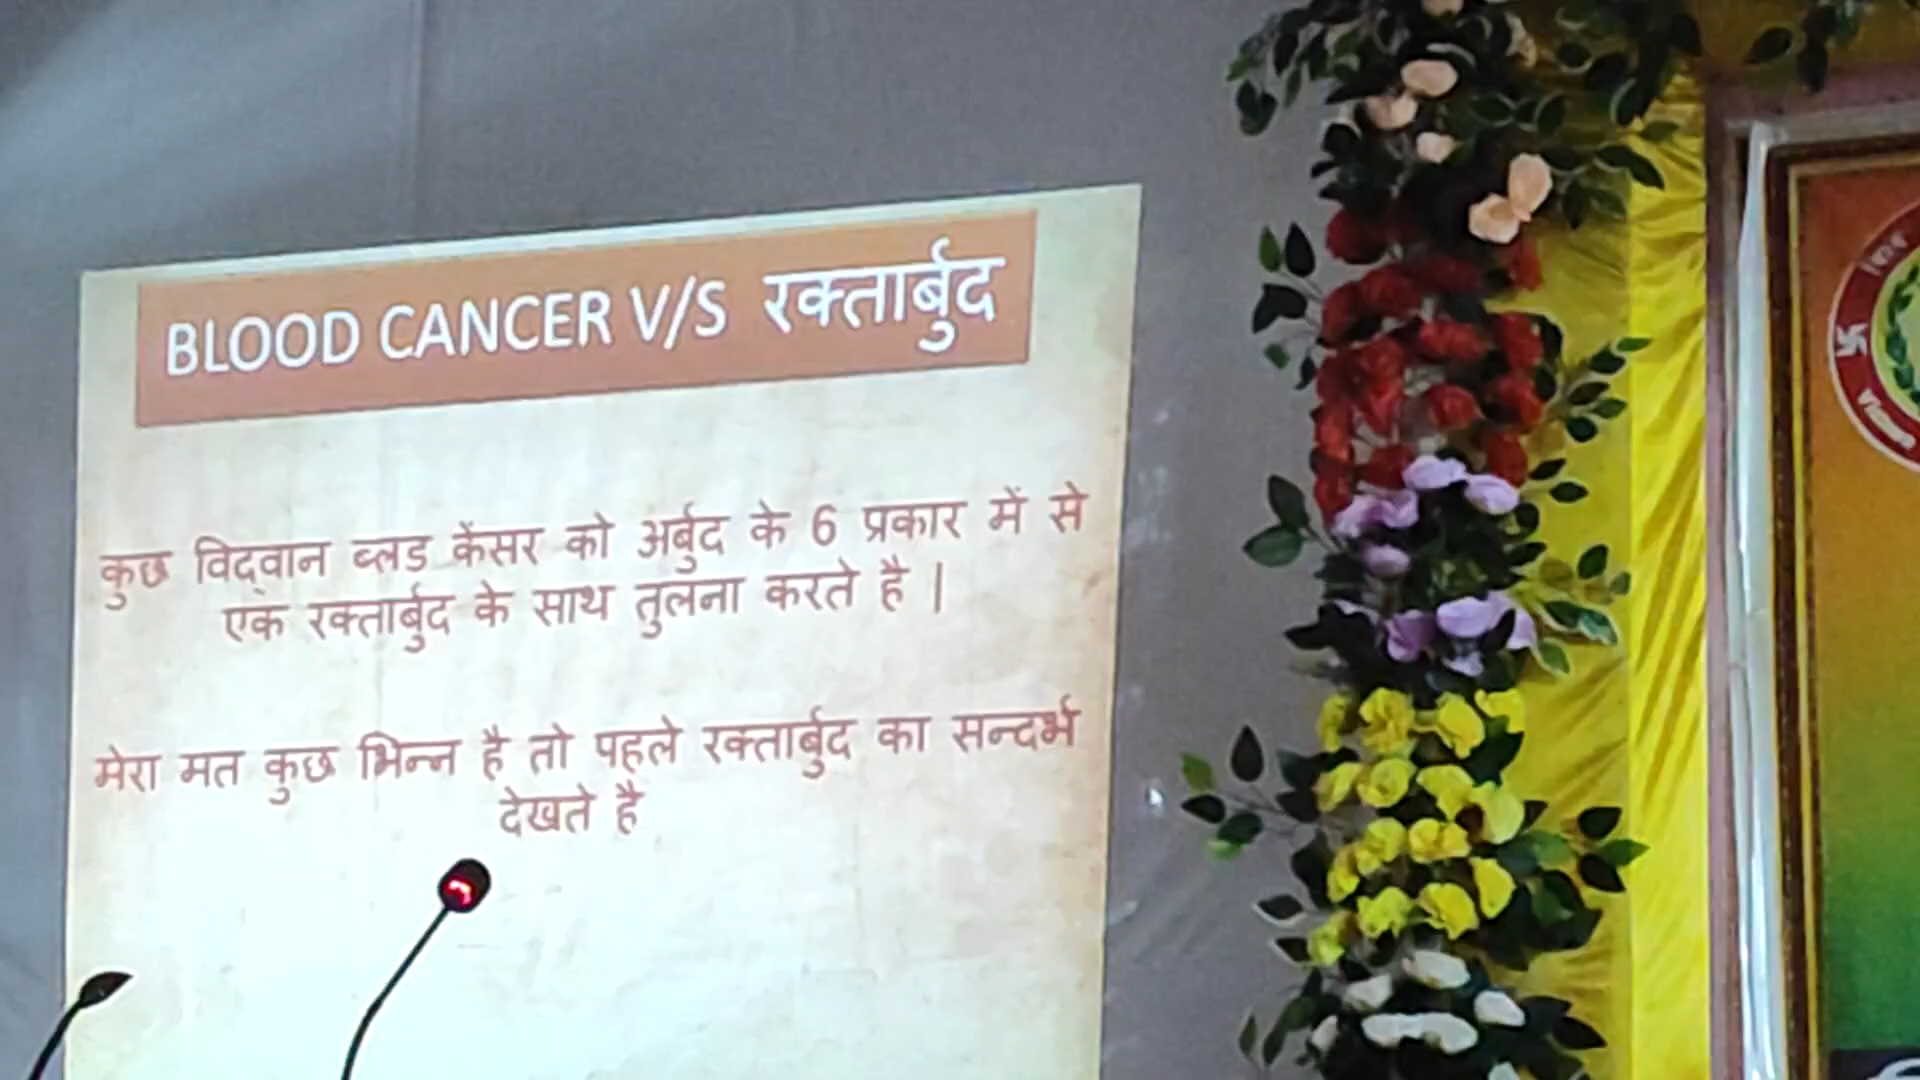 BLOOD CANCER V/S रक्तार्बुद
कुछ विद्वान ब्लड कैंसर को अर्बुद के 6 प्रकार में से
एक रक्तार्बुद के साथ तुलना करते है |
मेरा मत कुछ भिन्न है तो पहले रक्तार्बुद का सन्दर्भ
देखते है